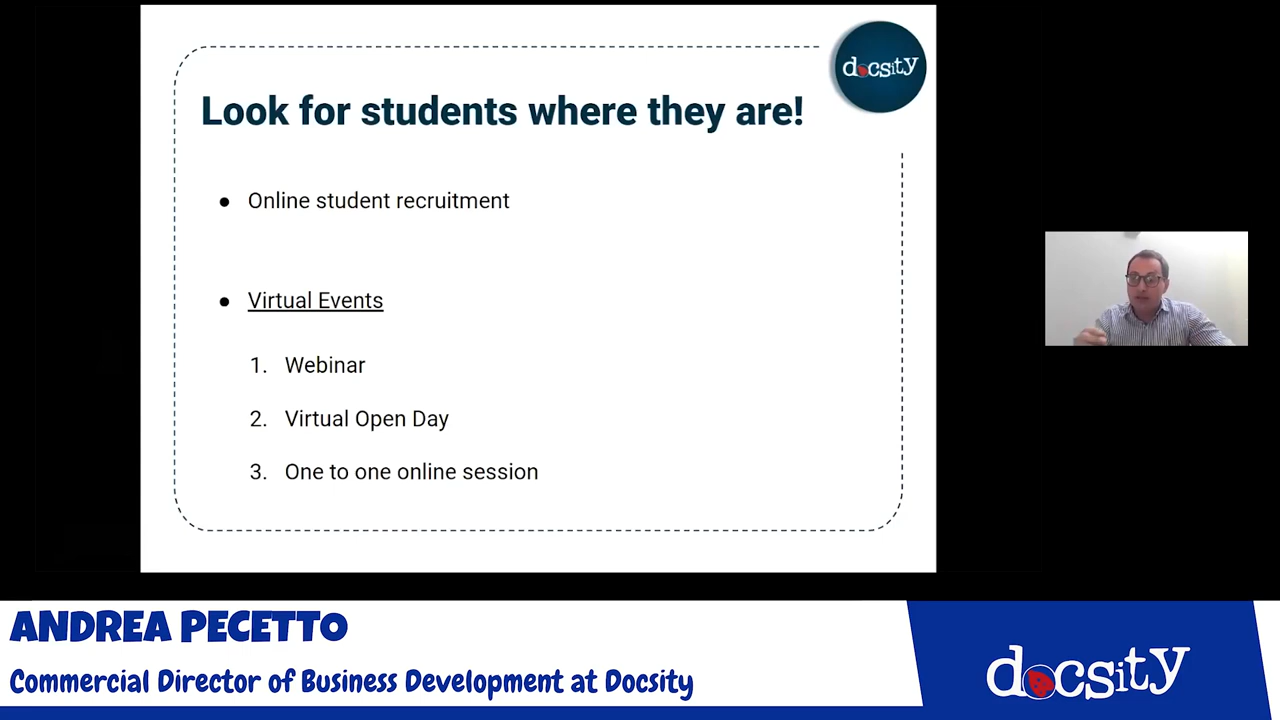 docsity
Look for students where they are!
● Online student recruitment
● Virtual Events
1. Webinar
2. Virtual Open Day
3. One to one online session
ANDREA PECETTO
Commercial Director of Business Development at Docsity
docsity